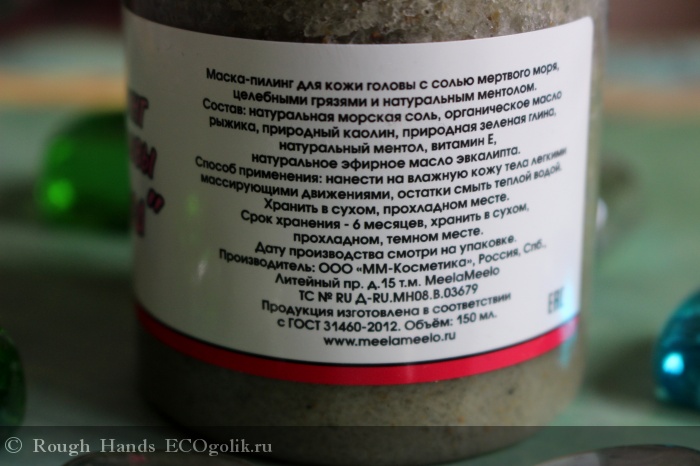 Маска-пилинг для кожи головы с солью мертвого моря,
целебными грязями и натуральным ментолом.
Состав: натуральная морская соль, органическое масло
рыжика, природный каолин, природная зеленая глина,
натуральный ментол, витамин Е,
натуральное эфирное масло эвкалипта.
Способ применения: нанести на влажную кожу тела легкими
массирующими движениями, остатки смыть теплой водой.
Хранить в сухом, прохладном месте.
Срок хранения - 6 месяцев, хранить в сухом,
прохладном, темном месте.
Дату производства смотри на упаковке.
Производитель: ООО «ММ-Косметика», Россия, Спб.,
Литейный пр. д.15 т.м. MeelaMeelo
ТС № RU Д-RU.МН08.В.03679
Продукция изготовлена в соответствии
с ГОСТ 31460-2012. Объём: 150 мл.
www.meelameelo.ru
EAC
© Rough Hands ECOgolik.ru